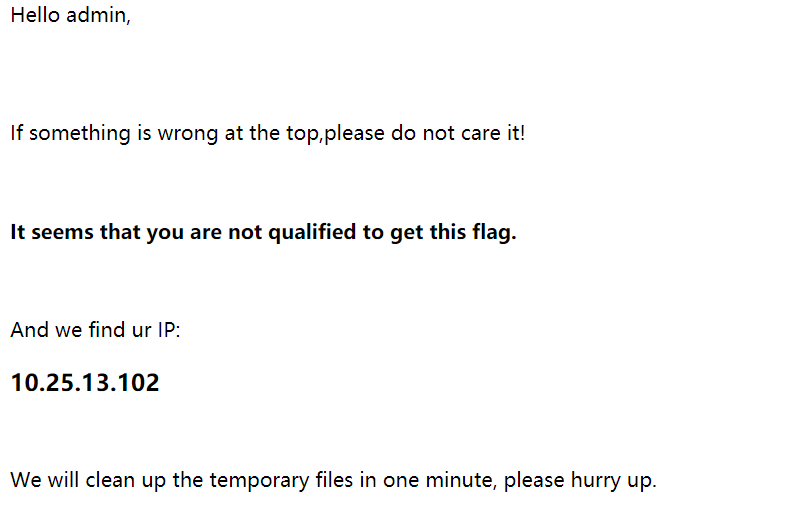 Hello admin,
If something is wrong at the top,please do not care it!
It seems that you are not qualified to get this flag.
And we find ur IP:
10.25.13.102
We will clean up the temporary files in one minute, please hurry up.